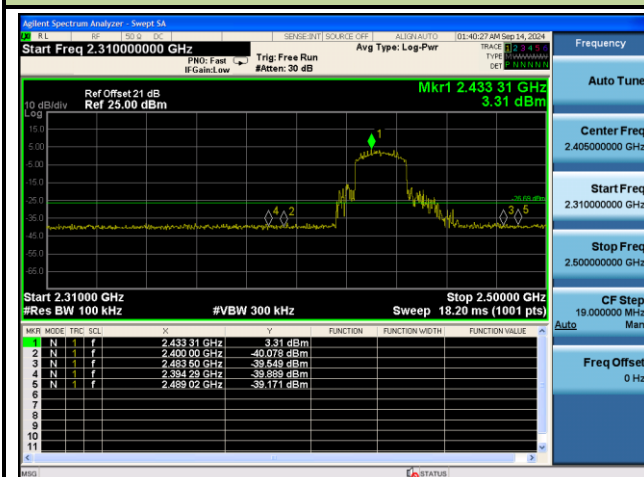 Agilent Spectrum Analyzer - Swept SA
RL RF 50 Ω DC SENSE:INT SOURCE OFF ALIGN AUTO 01:40:27 AM Sep 14, 2024
Start Freq 2.310000000 GHz
PNO: Fast
IFGain:Low
Trig: Free Run
#Atten: 30 dB
Avg Type: Log-Pwr
TRACE 1 2 3 4 5 6
TYPE MWWWWW
DET P N N N N N
Ref Offset 21 dB
10 dB/div Ref 25.00 dBm
Log
Mkr1 2.433 31 GHz
3.31 dBm
15.0
5.00
-5.00
-15.0
-25.0
-35.0
-45.0
-55.0
-65.0
1
-26.69 dBm
4 2 3 5
Start 2.31000 GHz Stop 2.50000 GHz
#Res BW 100 kHz #VBW 300 kHz Sweep 18.20 ms (1001 pts)
MKR MODE TRC SCL X Y FUNCTION FUNCTION WIDTH FUNCTION VALUE
1 N 1 f 2.433 31 GHz 3.31 dBm
2 N 1 f 2.400 00 GHz -40.078 dBm
3 N 1 f 2.483 50 GHz -39.549 dBm
4 N 1 f 2.394 29 GHz -39.889 dBm
5 N 1 f 2.489 02 GHz -39.171 dBm
6
7
8
9
10
11
MSG STATUS
Frequency
Auto Tune
Center Freq
2.405000000 GHz
Start Freq
2.310000000 GHz
Stop Freq
2.500000000 GHz
CF Step
19.000000 MHz
Auto Man
Freq Offset
0 Hz